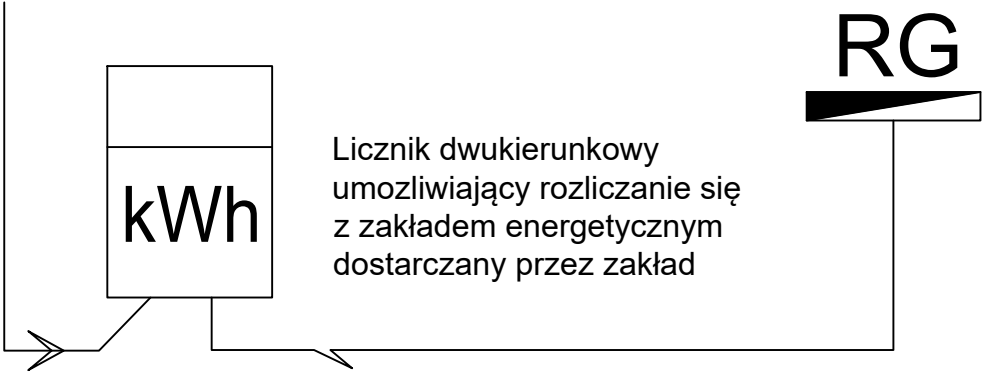 RG
kWh
Licznik dwukierunkowy
umozliwiający rozliczanie się
z zakładem energetycznym
dostarczany przez zakład